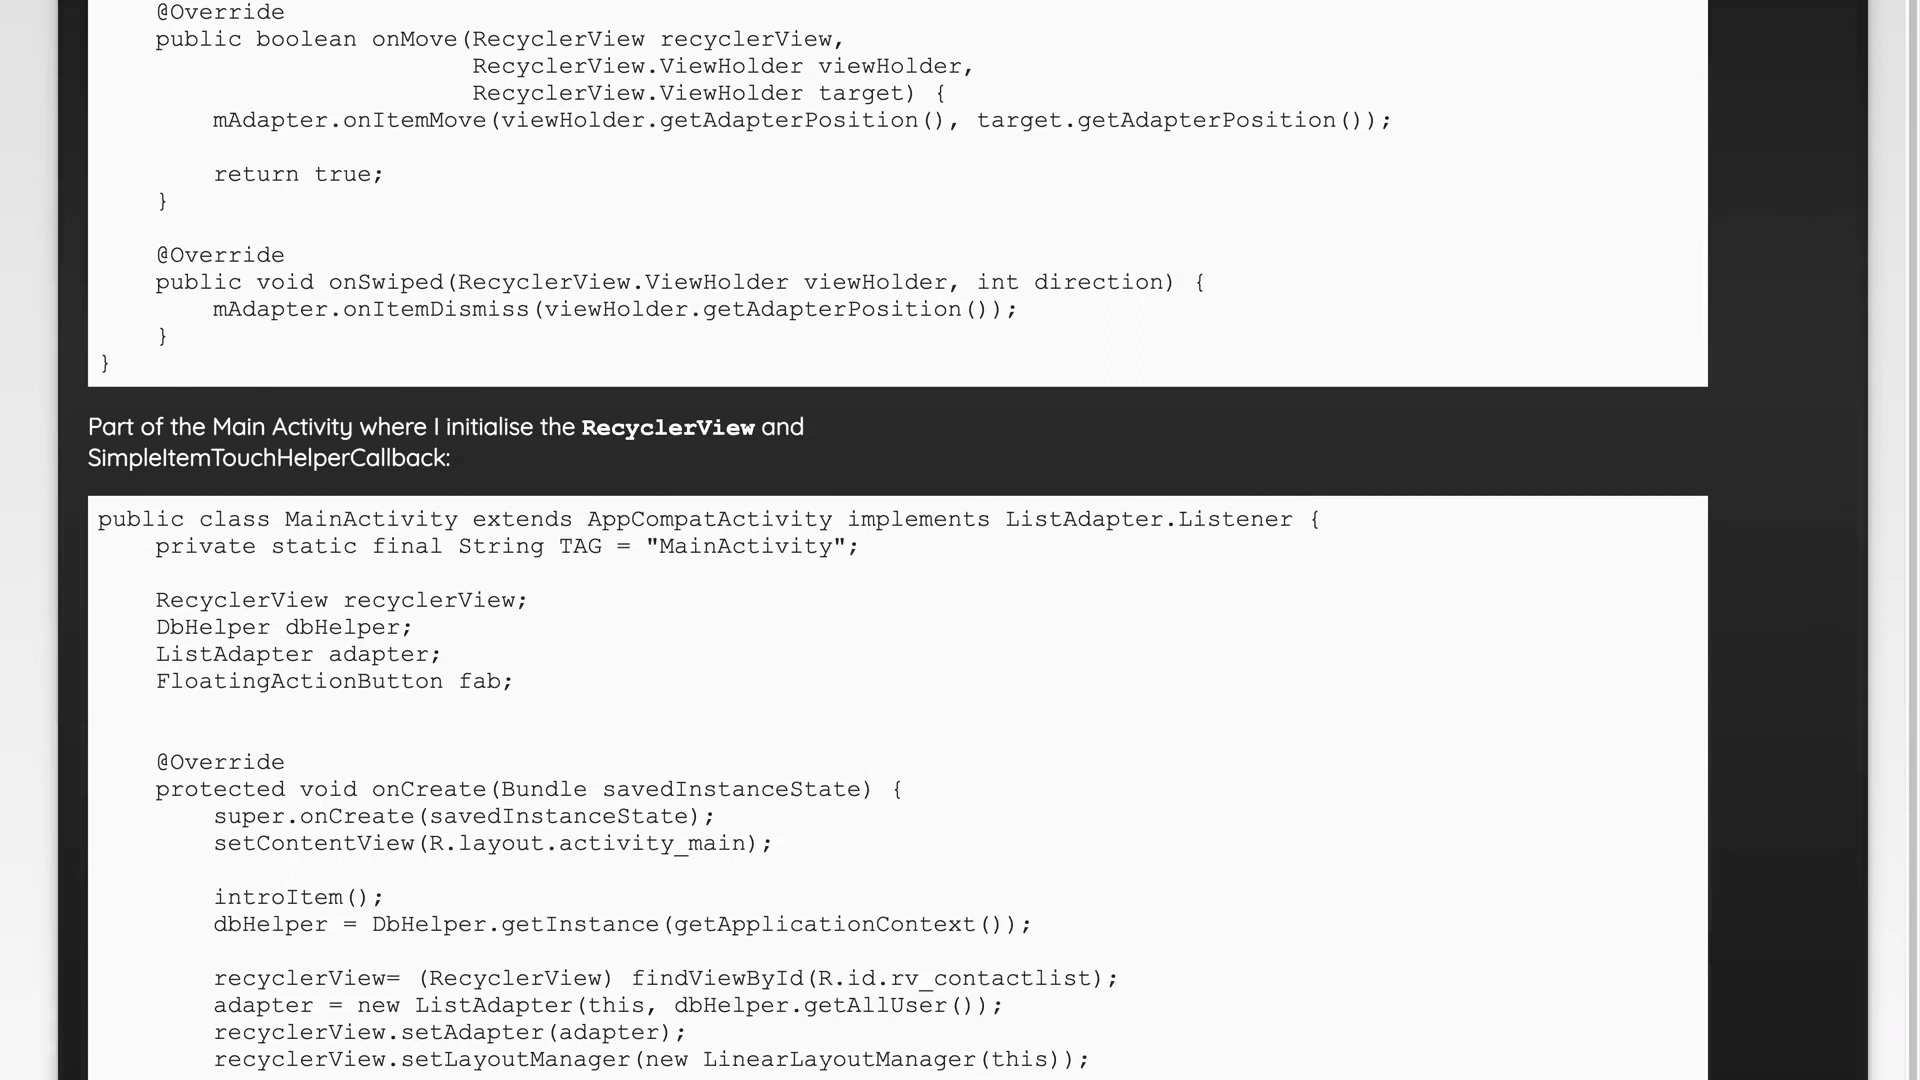 @Override
public boolean onMove(RecyclerView recyclerView,
RecyclerView.ViewHolder viewHolder,
RecyclerView.ViewHolder target) {
mAdapter.onItemMove(viewHolder.getAdapterPosition(), target.getAdapterPosition());
return true;
}
@Override
public void onSwiped(RecyclerView.ViewHolder viewHolder, int direction) {
mAdapter.onItemDismiss(viewHolder.getAdapterPosition());
}
}
Part of the Main Activity where I initialise the RecyclerView and
SimpleItemTouchHelperCallback:
public class MainActivity extends AppCompatActivity implements ListAdapter.Listener {
private static final String TAG = "MainActivity";
RecyclerView recyclerView;
DbHelper dbHelper;
ListAdapter adapter;
FloatingActionButton fab;
@Override
protected void onCreate(Bundle savedInstanceState) {
super.onCreate(savedInstanceState);
setContentView(R.layout.activity_main);
introItem();
dbHelper = DbHelper.getInstance(getApplicationContext());
recyclerView= (RecyclerView) findViewById(R.id.rv_contactlist);
adapter = new ListAdapter(this, dbHelper.getAllUser());
recyclerView.setAdapter(adapter);
recyclerView.setLayoutManager(new LinearLayoutManager(this));